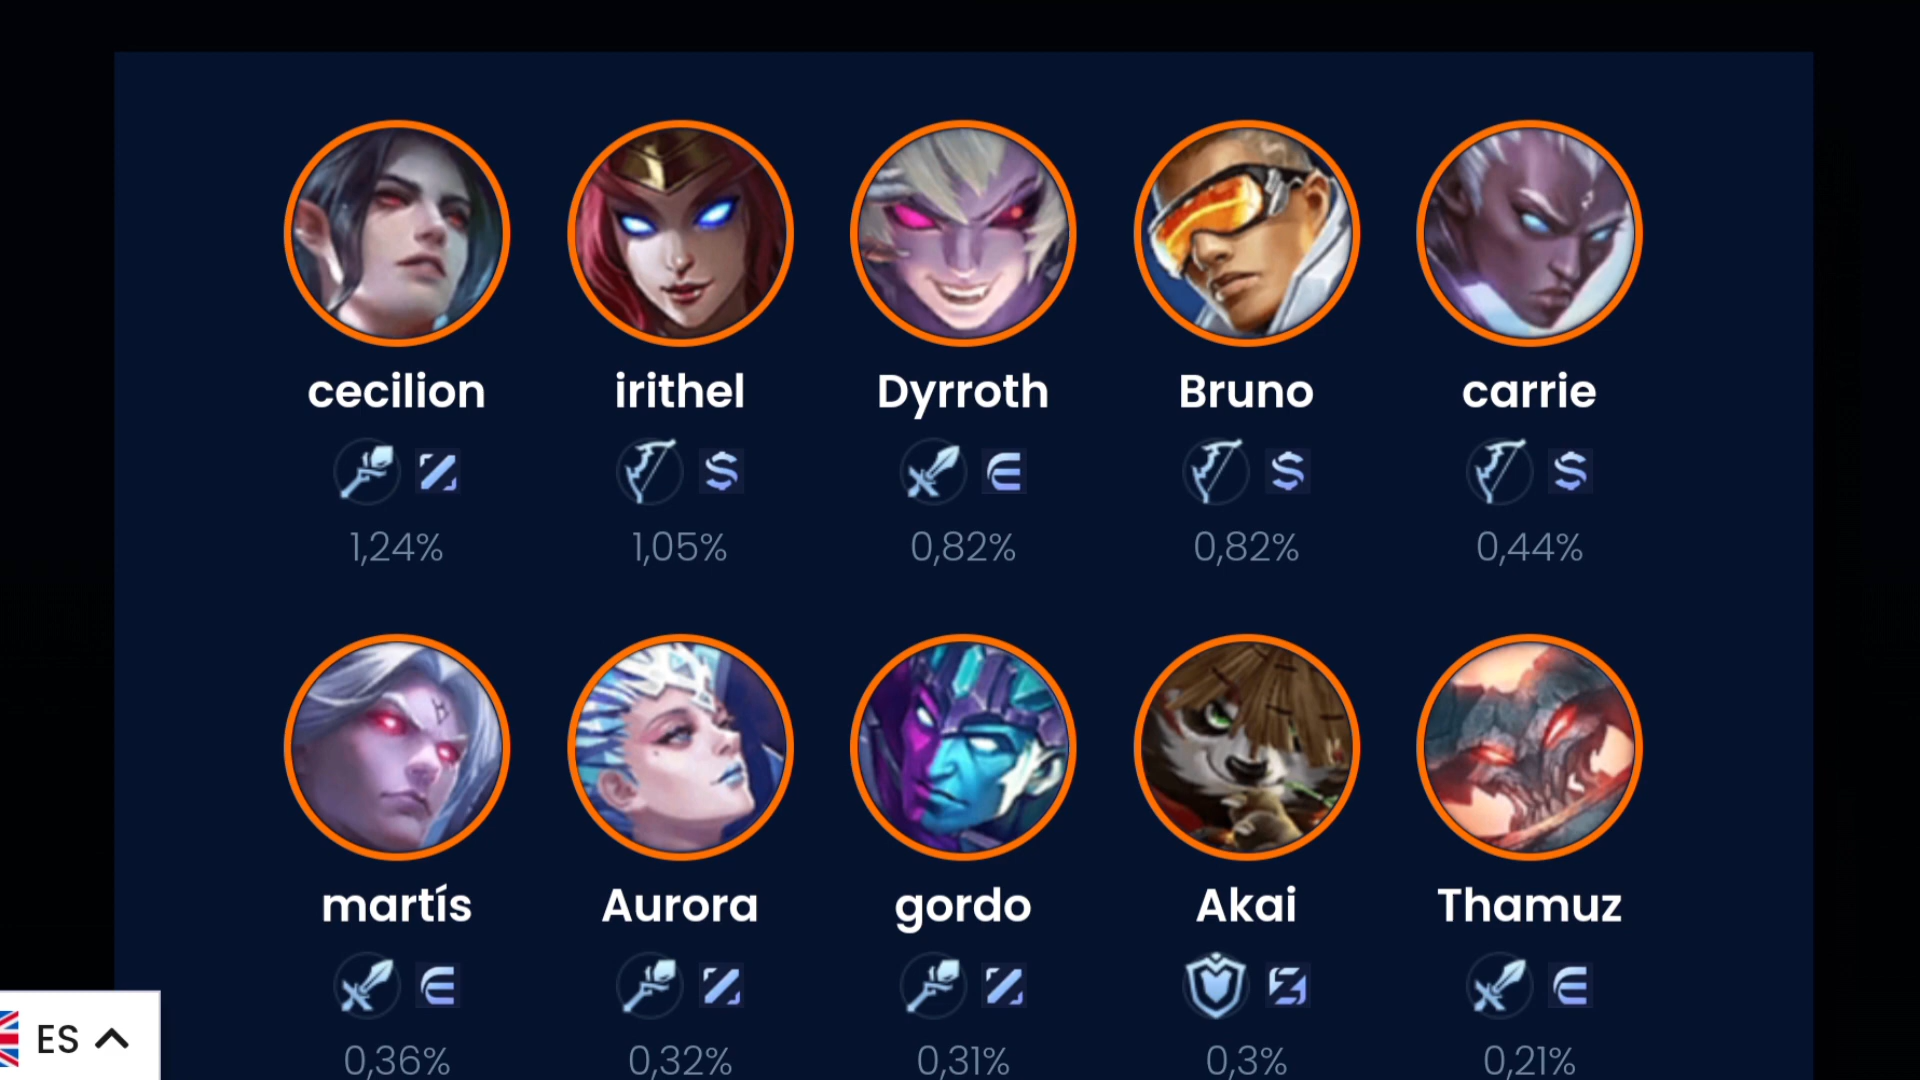 cecilion irithel Dyrroth Bruno carrie
1,24% 1,05% 0,82% 0,82% 0,44%
martís Aurora gordo Akai Thamuz
0,36% 0,32% 0,31% 0,3% 0,21%
ES